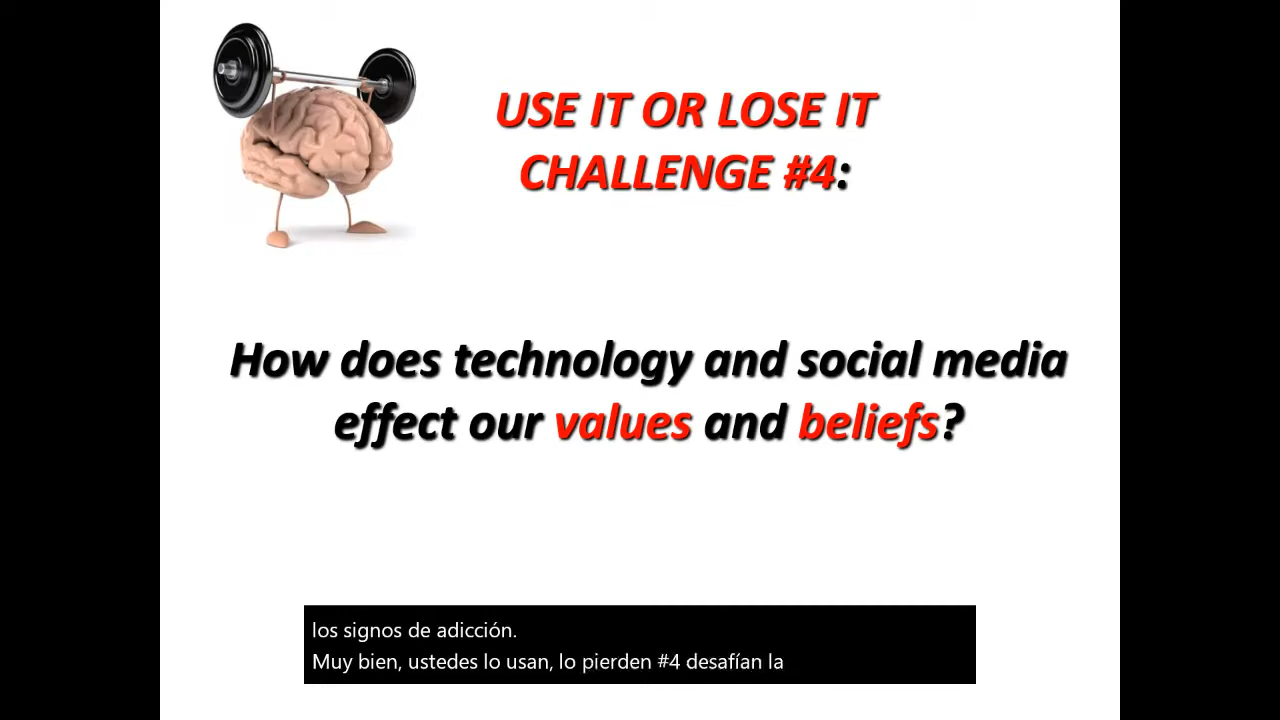 USE IT OR LOSE IT
CHALLENGE #4:
How does technology and social media
effect our values and beliefs?
los signos de adicción.
Muy bien, ustedes lo usan, lo pierden #4 desafían la